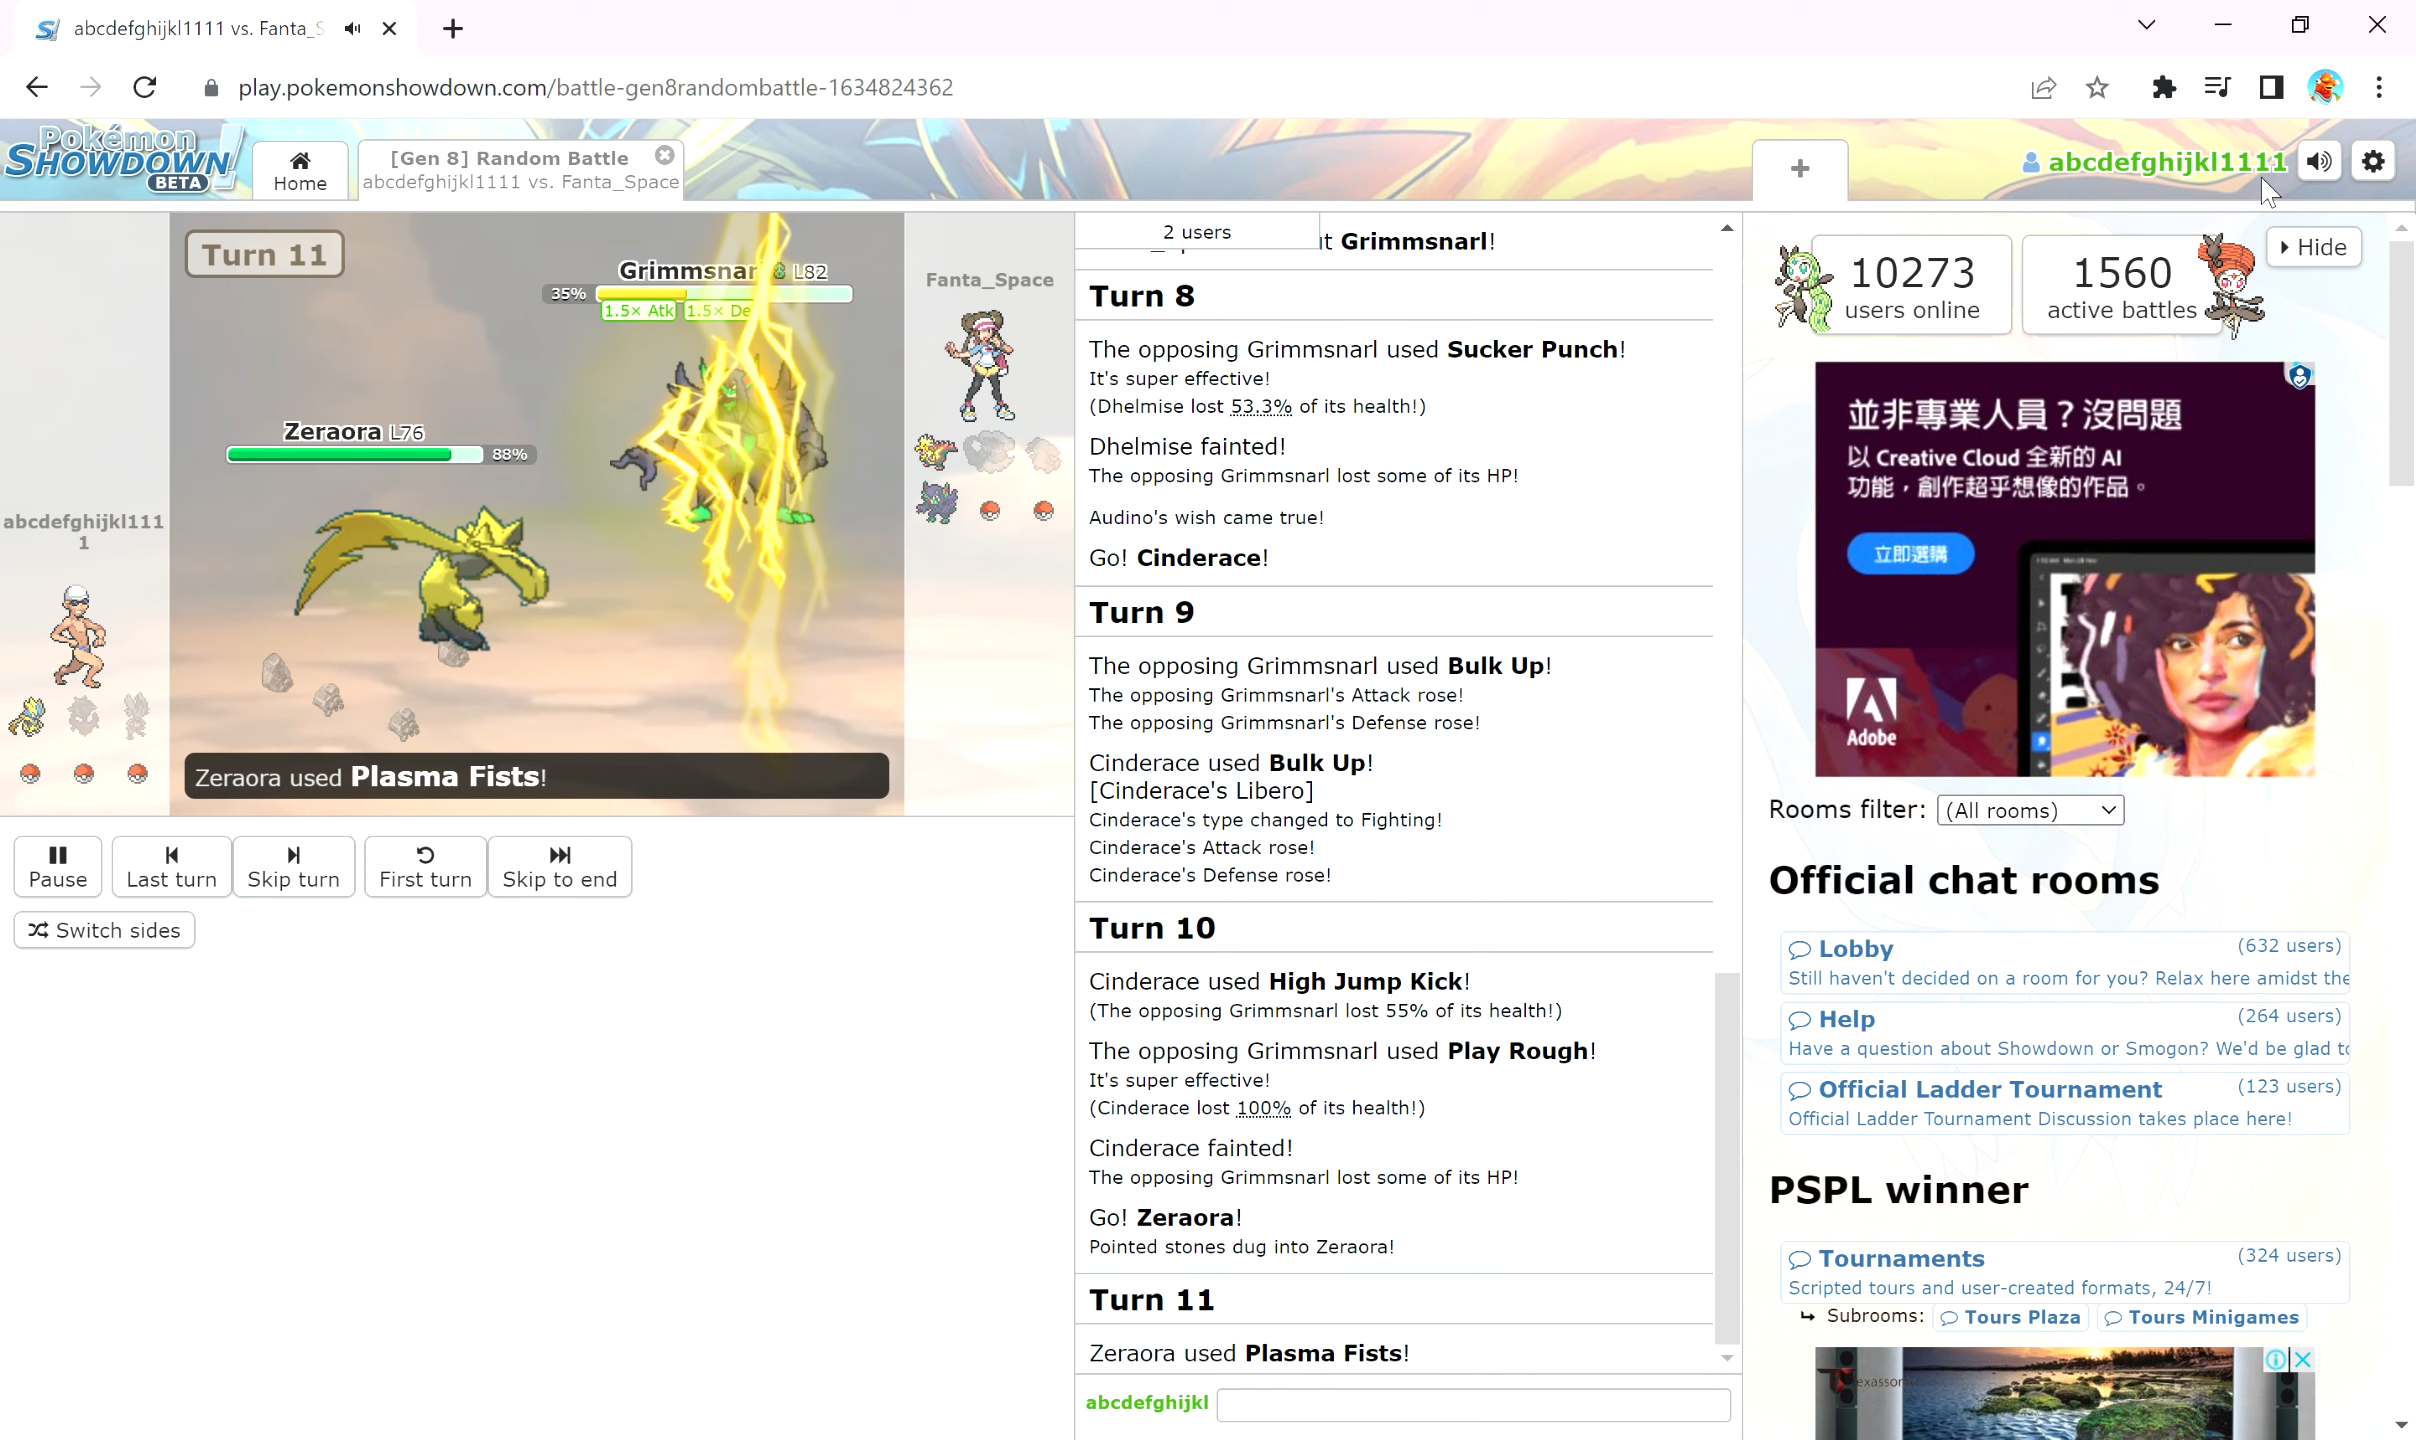 abcdefghijkl1111 vs. Fanta_S
play.pokemonshowdown.com/battle-gen8randombattle-1634824362
Pokémon
SHOWDOWN!
BETA
Home
[Gen 8] Random Battle
abcdefghijkl1111 vs. Fanta_Space
abcdefghijkl1111
Turn 11
Grimmsnar L82
35%
1.5× Atk 1.5× De
Zeraora L76
88%
Zeraora used Plasma Fists!
abcdefghijkl111
1
Fanta_Space
Pause
Last turn
Skip turn
First turn
Skip to end
Switch sides
2 users
t Grimmsnarl!
Turn 8
The opposing Grimmsnarl used Sucker Punch!
It's super effective!
(Dhelmise lost 53.3% of its health!)
Dhelmise fainted!
The opposing Grimmsnarl lost some of its HP!
Audino's wish came true!
Go! Cinderace!
Turn 9
The opposing Grimmsnarl used Bulk Up!
The opposing Grimmsnarl's Attack rose!
The opposing Grimmsnarl's Defense rose!
Cinderace used Bulk Up!
[Cinderace's Libero]
Cinderace's type changed to Fighting!
Cinderace's Attack rose!
Cinderace's Defense rose!
Turn 10
Cinderace used High Jump Kick!
(The opposing Grimmsnarl lost 55% of its health!)
The opposing Grimmsnarl used Play Rough!
It's super effective!
(Cinderace lost 100% of its health!)
Cinderace fainted!
The opposing Grimmsnarl lost some of its HP!
Go! Zeraora!
Pointed stones dug into Zeraora!
Turn 11
Zeraora used Plasma Fists!
abcdefghijkl
10273
users online
1560
active battles
Hide
並非專業人員？沒問題
以 Creative Cloud 全新的 AI
功能，創作超乎想像的作品。
立即選購
Adobe
Rooms filter: (All rooms)
Official chat rooms
Lobby (632 users)
Still haven't decided on a room for you? Relax here amidst the
Help (264 users)
Have a question about Showdown or Smogon? We'd be glad to
Official Ladder Tournament (123 users)
Official Ladder Tournament Discussion takes place here!
PSPL winner
Tournaments (324 users)
Scripted tours and user-created formats, 24/7!
Subrooms: Tours Plaza Tours Minigames